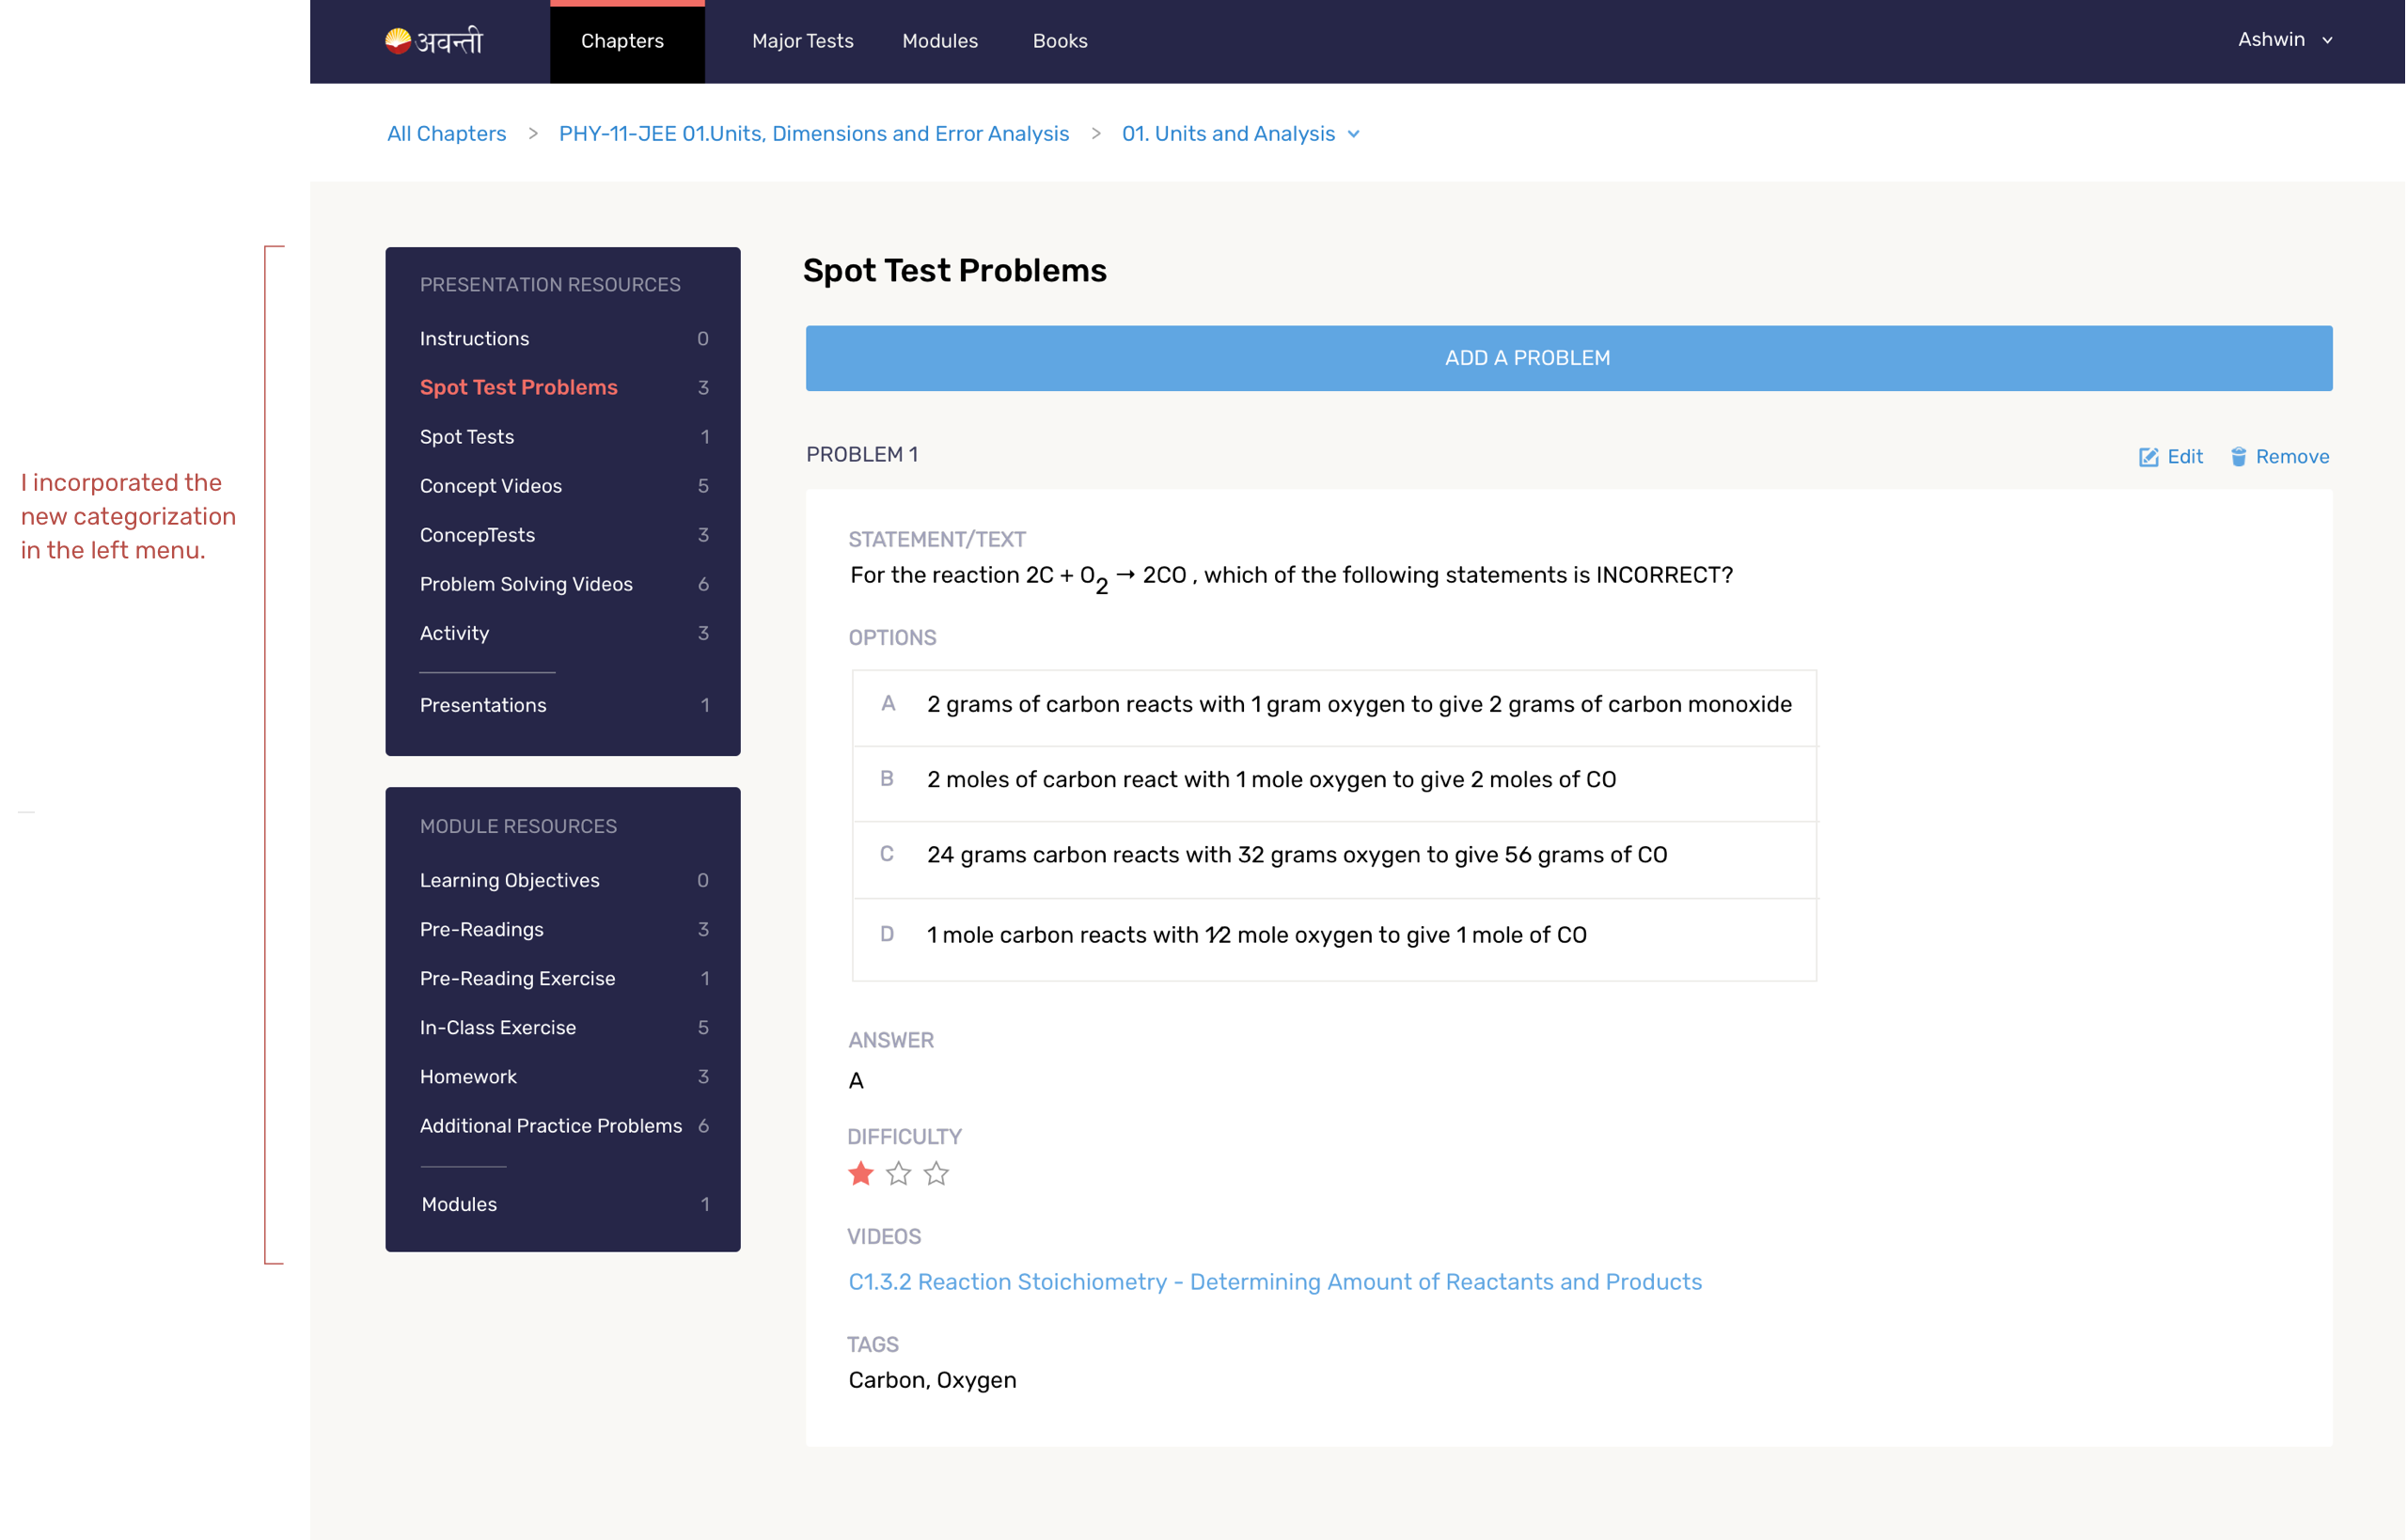 अवन्ती Chapters Major Tests Modules Books Ashwin
All Chapters > PHY-11-JEE 01.Units, Dimensions and Error Analysis > 01. Units and Analysis
I incorporated the
new categorization
in the left menu.
PRESENTATION RESOURCES
Instructions 0
Spot Test Problems 3
Spot Tests 1
Concept Videos 5
ConcepTests 3
Problem Solving Videos 6
Activity 3
Presentations 1
MODULE RESOURCES
Learning Objectives 0
Pre-Readings 3
Pre-Reading Exercise 1
In-Class Exercise 5
Homework 3
Additional Practice Problems 6
Modules 1
Spot Test Problems
ADD A PROBLEM
PROBLEM 1 Edit Remove
STATEMENT/TEXT
For the reaction 2C + O₂ → 2CO , which of the following statements is INCORRECT?
OPTIONS
A 2 grams of carbon reacts with 1 gram oxygen to give 2 grams of carbon monoxide
B 2 moles of carbon react with 1 mole oxygen to give 2 moles of CO
C 24 grams carbon reacts with 32 grams oxygen to give 56 grams of CO
D 1 mole carbon reacts with 1⁄2 mole oxygen to give 1 mole of CO
ANSWER
A
DIFFICULTY
VIDEOS
C1.3.2 Reaction Stoichiometry - Determining Amount of Reactants and Products
TAGS
Carbon, Oxygen